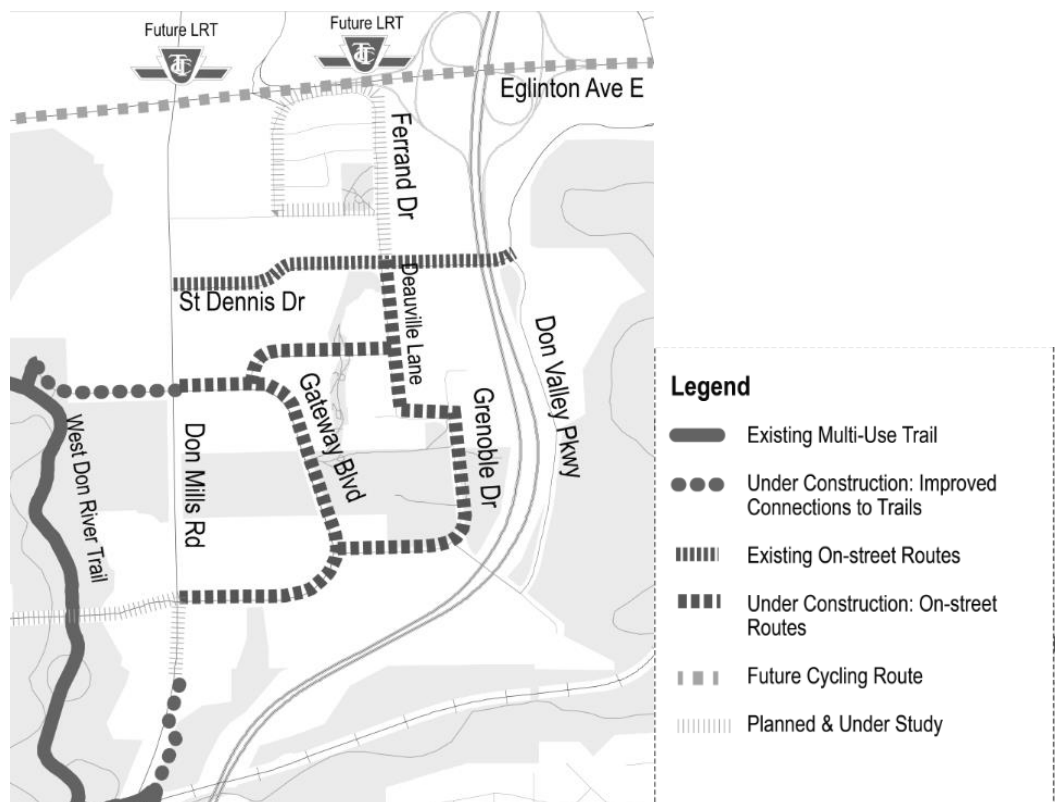 Future LRT
Future LRT
TTC
TTC
Eglinton Ave E
Ferrand Dr
St Dennis Dr
Deauville Lane
Don Valley Pkwy
Gateway Blvd
Grenoble Dr
Don Mills Rd
West Don River Trail
Legend
Existing Multi-Use Trail
Under Construction: Improved
Connections to Trails
Existing On-street Routes
Under Construction: On-street
Routes
Future Cycling Route
Planned & Under Study